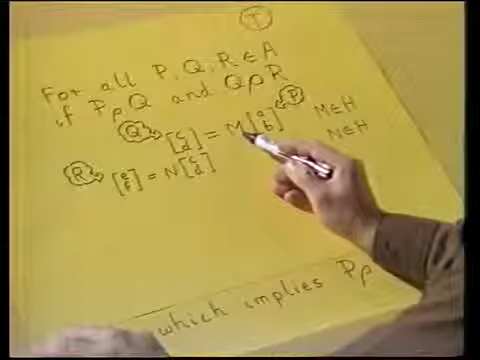 T
For all P, Q, R ∈ A
if PρQ and QρR
Q [c d] = M [a b] P M∈H
N∈H
R [e f] = N [c d]
which implies Pρ